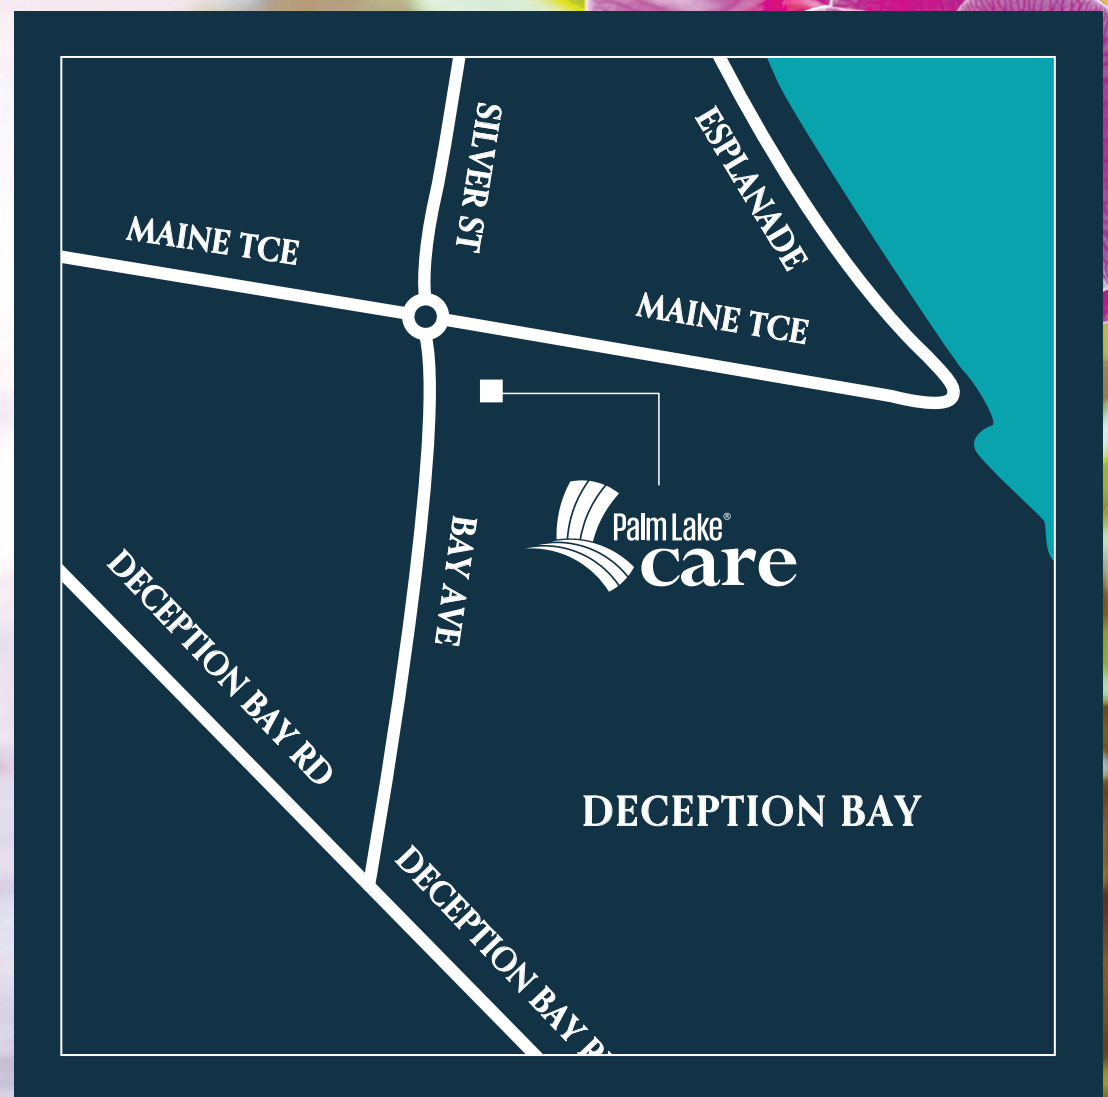 SILVER ST
ESPLANADE
MAINE TCE
MAINE TCE
Palm Lake®
care
BAY AVE
DECEPTION BAY RD
DECEPTION BAY
DECEPTION BAY